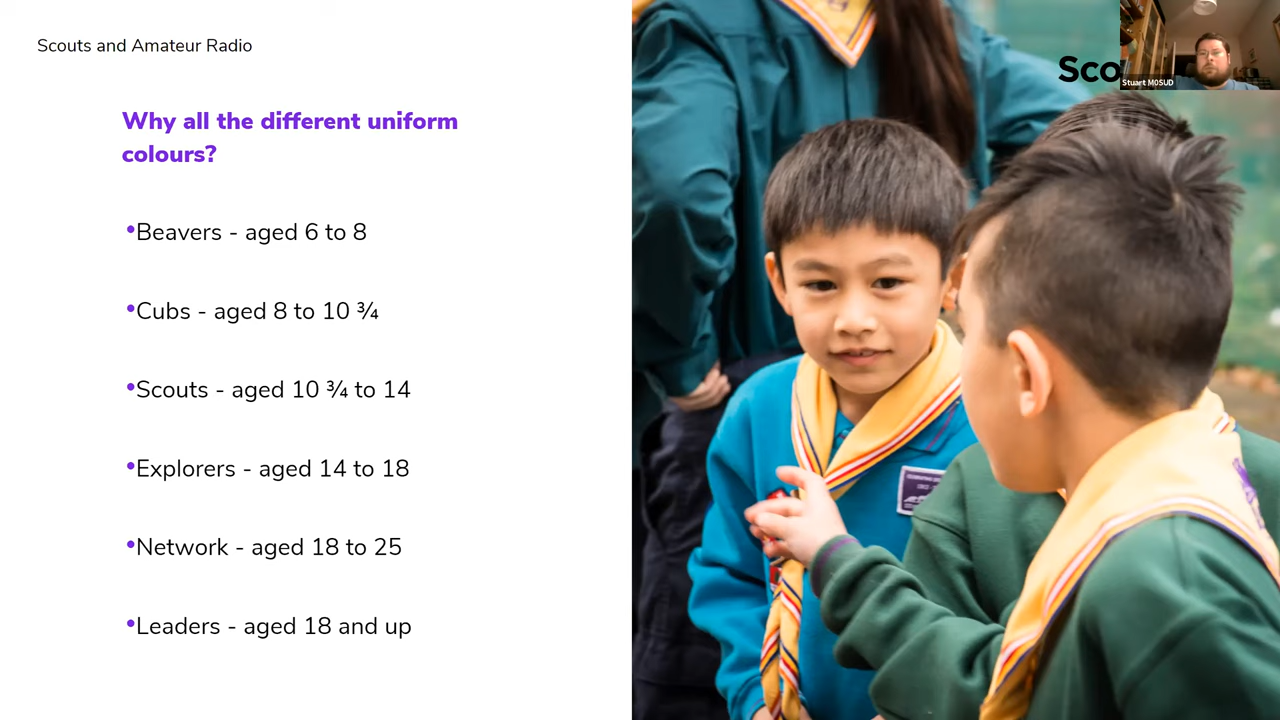 Scouts and Amateur Radio
Sco
Stuart M0SUD
Why all the different uniform
colours?
•Beavers - aged 6 to 8
•Cubs - aged 8 to 10 ¾
•Scouts - aged 10 ¾ to 14
•Explorers - aged 14 to 18
•Network - aged 18 to 25
•Leaders - aged 18 and up